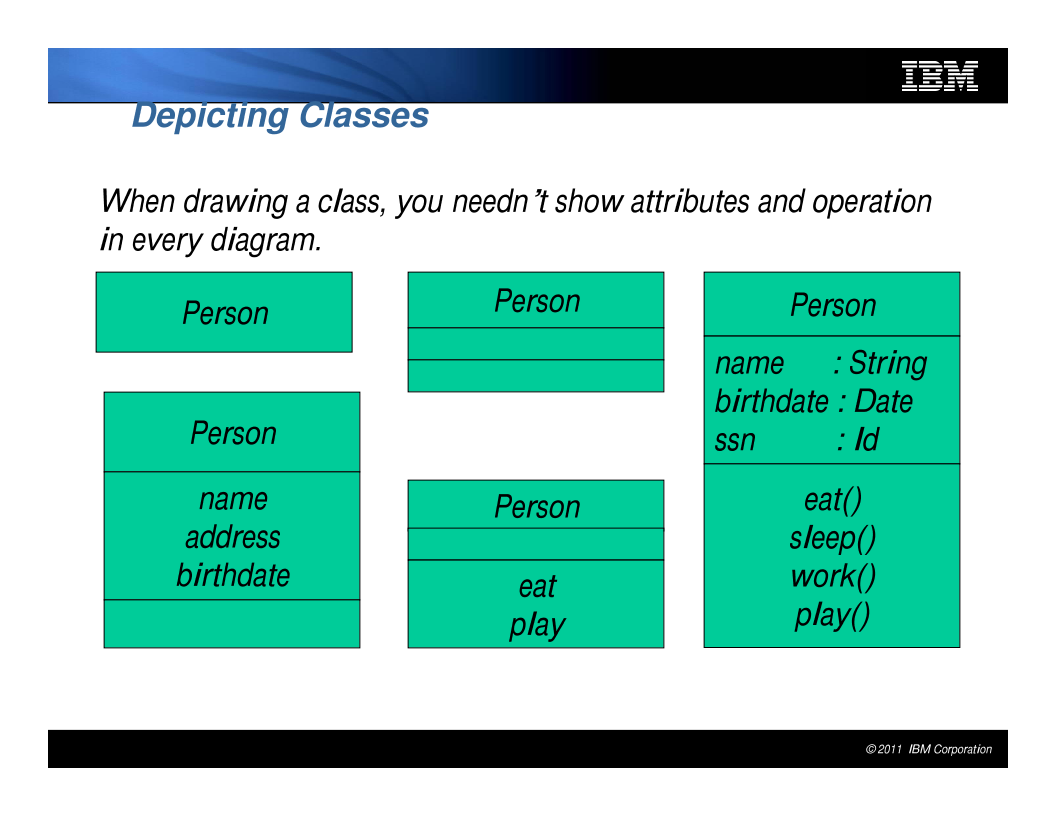 IBM
Depicting Classes
When drawing a class, you needn’t show attributes and operation
in every diagram.
Person
Person
name
address
birthdate
Person
Person
eat
play
Person
name : String
birthdate : Date
ssn : Id
eat()
sleep()
work()
play()
© 2011 IBM Corporation